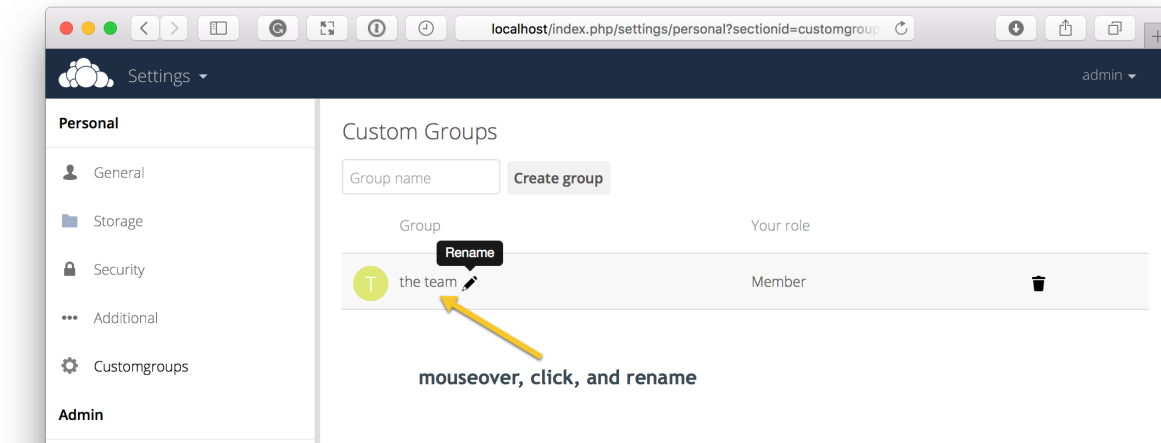 localhost/index.php/settings/personal?sectionid=customgroup
Settings
admin
Personal
General
Storage
Security
Additional
Customgroups
Admin
Custom Groups
Group name
Create group
Group
Your role
Rename
T
the team
Member
mouseover, click, and rename